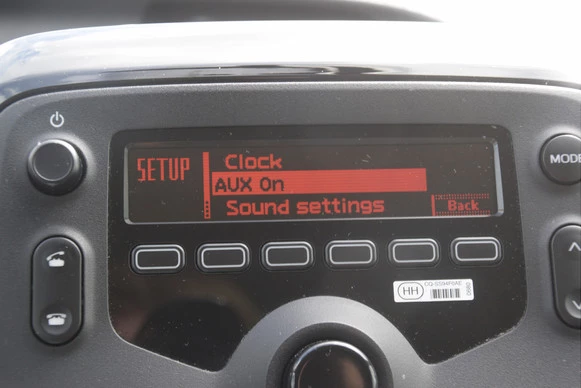 SETUP
Clock
AUX On
Sound settings
Back
MODE
HH